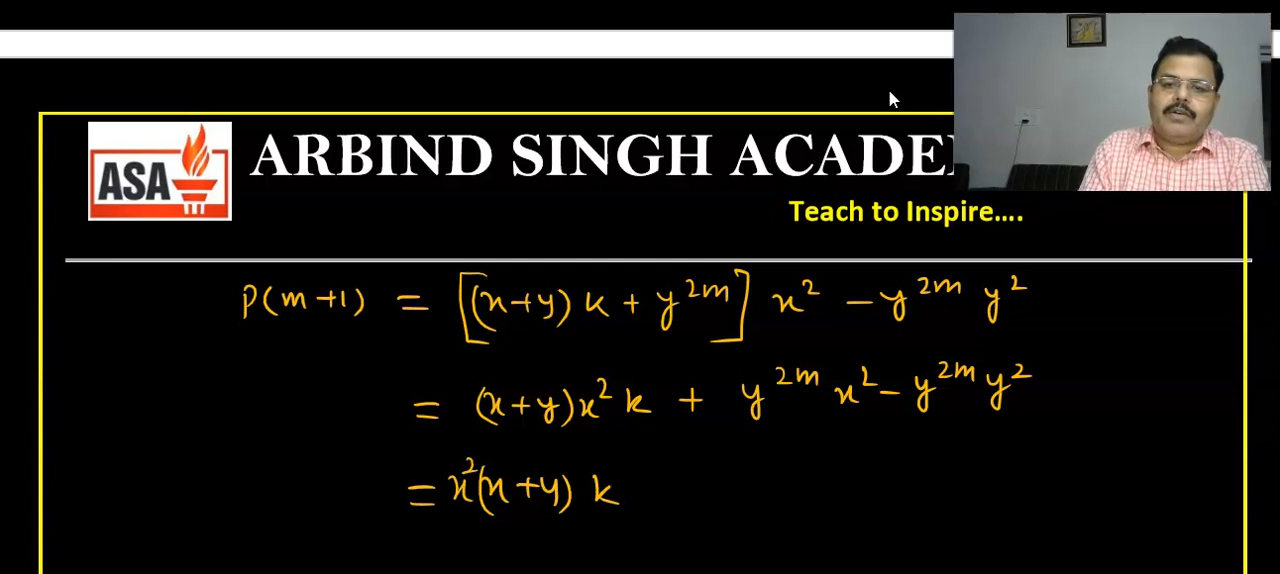 ASA
ARBIND SINGH ACADE
Teach to Inspire....
P(m+1) = [(x+y) k + y^{2m}] x^2 - y^{2m} y^2
= (x+y)x^2 k + y^{2m} x^2 - y^{2m} y^2
= x^2(x+y) k